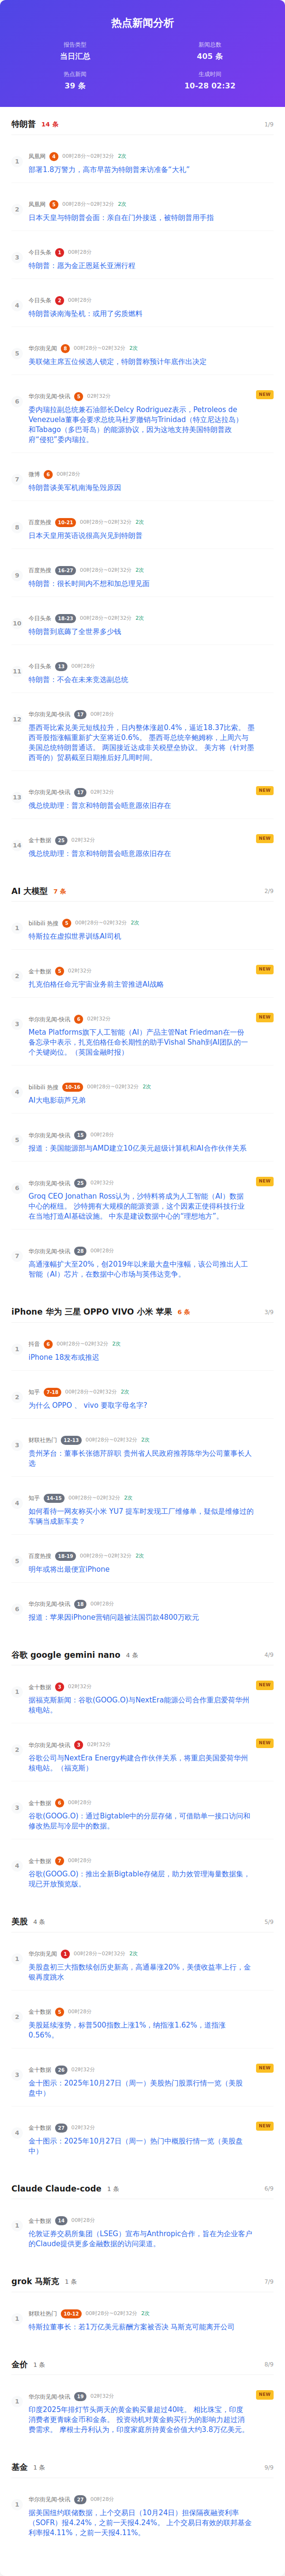 热点新闻分析
报告类型
新闻总数
当日汇总
405 条
热点新闻
生成时间
39 条
10-28 02:32
特朗普 14 条 1/9
1
凤凰网 4 00时28分~02时32分 2次
部署1.8万警力，高市早苗为特朗普来访准备“大礼”
2
凤凰网 5 00时28分~02时32分 2次
日本天皇与特朗普会面：亲自在门外接送，被特朗普用手指
3
今日头条 1 00时28分
特朗普：愿为金正恩延长亚洲行程
4
今日头条 2 00时28分
特朗普谈南海坠机：或用了劣质燃料
5
华尔街见闻 8 00时28分~02时32分 2次
美联储主席五位候选人锁定，特朗普称预计年底作出决定
6
华尔街见闻-快讯 5 02时32分 NEW
委内瑞拉副总统兼石油部长Delcy Rodriguez表示，Petroleos de
Venezuela董事会要求总统马杜罗撤销与Trinidad（特立尼达拉岛）
和Tabago（多巴哥岛）的能源协议，因为这地方支持美国特朗普政
府“侵犯”委内瑞拉。
7
微博 6 00时28分
特朗普谈美军机南海坠毁原因
8
百度热搜 10-21 00时28分~02时32分 2次
日本天皇用英语说很高兴见到特朗普
9
百度热搜 16-27 00时28分~02时32分 2次
特朗普：很长时间内不想和加总理见面
10
今日头条 18-23 00时28分~02时32分 2次
特朗普到底薅了全世界多少钱
11
今日头条 13 00时28分
特朗普：不会在未来竞选副总统
12
华尔街见闻-快讯 17 00时28分
墨西哥比索兑美元短线拉升，日内整体涨超0.4%，逼近18.37比索。 墨
西哥股指涨幅重新扩大至将近0.6%。 墨西哥总统辛鲍姆称，上周六与
美国总统特朗普通话。 两国接近达成非关税壁垒协议。 美方将（针对墨
西哥的）贸易截至日期推后好几周时间。
13
华尔街见闻-快讯 17 02时32分 NEW
俄总统助理：普京和特朗普会晤意愿依旧存在
14
金十数据 25 02时32分 NEW
俄总统助理：普京和特朗普会晤意愿依旧存在
AI 大模型 7 条 2/9
1
bilibili 热搜 5 00时28分~02时32分 2次
特斯拉在虚拟世界训练AI司机
2
金十数据 5 02时32分 NEW
扎克伯格任命元宇宙业务前主管推进AI战略
3
华尔街见闻-快讯 6 02时32分 NEW
Meta Platforms旗下人工智能（AI）产品主管Nat Friedman在一份
备忘录中表示，扎克伯格任命长期性的助手Vishal Shah到AI团队的一
个关键岗位。（英国金融时报）
4
bilibili 热搜 10-16 00时28分~02时32分 2次
AI大电影葫芦兄弟
5
华尔街见闻-快讯 15 00时28分
报道：美国能源部与AMD建立10亿美元超级计算机和AI合作伙伴关系
6
华尔街见闻-快讯 25 02时32分 NEW
Groq CEO Jonathan Ross认为，沙特料将成为人工智能（AI）数据
中心的枢纽。 沙特拥有大规模的能源资源，这个因素正使得科技行业
在当地打造AI基础设施。 中东是建设数据中心的“理想地方”。
7
华尔街见闻-快讯 28 00时28分
高通涨幅扩大至20%，创2019年以来最大盘中涨幅，该公司推出人工
智能（AI）芯片，在数据中心市场与英伟达竞争。
iPhone 华为 三星 OPPO VIVO 小米 苹果 6 条 3/9
1
抖音 6 00时28分~02时32分 2次
iPhone 18发布或推迟
2
知乎 7-18 00时28分~02时32分 2次
为什么 OPPO 、 vivo 要取字母名字?
3
财联社热门 12-13 00时28分~02时32分 2次
贵州茅台：董事长张德芹辞职 贵州省人民政府推荐陈华为公司董事长人
选
4
知乎 14-15 00时28分~02时32分 2次
如何看待一网友称买小米 YU7 提车时发现工厂维修单，疑似是维修过的
车辆当成新车卖？
5
百度热搜 18-19 00时28分~02时32分 2次
明年或将出最便宜iPhone
6
华尔街见闻-快讯 18 00时28分
报道：苹果因iPhone营销问题被法国罚款4800万欧元
谷歌 google gemini nano 4 条 4/9
1
金十数据 3 02时32分 NEW
据福克斯新闻：谷歌(GOOG.O)与NextEra能源公司合作重启爱荷华州
核电站。
2
华尔街见闻-快讯 3 02时32分 NEW
谷歌公司与NextEra Energy构建合作伙伴关系，将重启美国爱荷华州
核电站。（福克斯）
3
金十数据 6 00时28分
谷歌(GOOG.O)：通过Bigtable中的分层存储，可借助单一接口访问和
修改热层与冷层中的数据。
4
金十数据 7 00时28分
谷歌(GOOG.O)：推出全新Bigtable存储层，助力效管理海量数据集，
现已开放预览版。
美股 4 条 5/9
1
华尔街见闻 1 00时28分~02时32分 2次
美股盘初三大指数续创历史新高，高通暴涨20%，美债收益率上行，金
银再度跳水
2
金十数据 5 00时28分
美股延续涨势，标普500指数上涨1%，纳指涨1.62%，道指涨
0.56%。
3
金十数据 26 02时32分 NEW
金十图示：2025年10月27日（周一）美股热门股票行情一览（美股
盘中）
4
金十数据 27 02时32分 NEW
金十图示：2025年10月27日（周一）热门中概股行情一览（美股盘
中）
Claude Claude-code 1 条 6/9
1
金十数据 14 00时28分
伦敦证券交易所集团（LSEG）宣布与Anthropic合作，旨在为企业客户
的Claude提供更多金融数据的访问渠道。
grok 马斯克 1 条 7/9
1
财联社热门 10-12 00时28分~02时32分 2次
特斯拉董事长：若1万亿美元薪酬方案被否决 马斯克可能离开公司
金价 1 条 8/9
1
华尔街见闻-快讯 19 02时32分 NEW
印度2025年排灯节头两天的黄金购买量超过40吨。 相比珠宝，印度
消费者更青睐金币和金条。 投资动机对黄金购买行为的影响力超过消
费需求。 摩根士丹利认为，印度家庭所持黄金价值大约3.8万亿美元。
基金 1 条 9/9
1
华尔街见闻-快讯 27 00时28分
据美国纽约联储数据，上个交易日（10月24日）担保隔夜融资利率
（SOFR）报4.24%，之前一天报4.24%。 上个交易日有效的联邦基金
利率报4.11%，之前一天报4.11%。